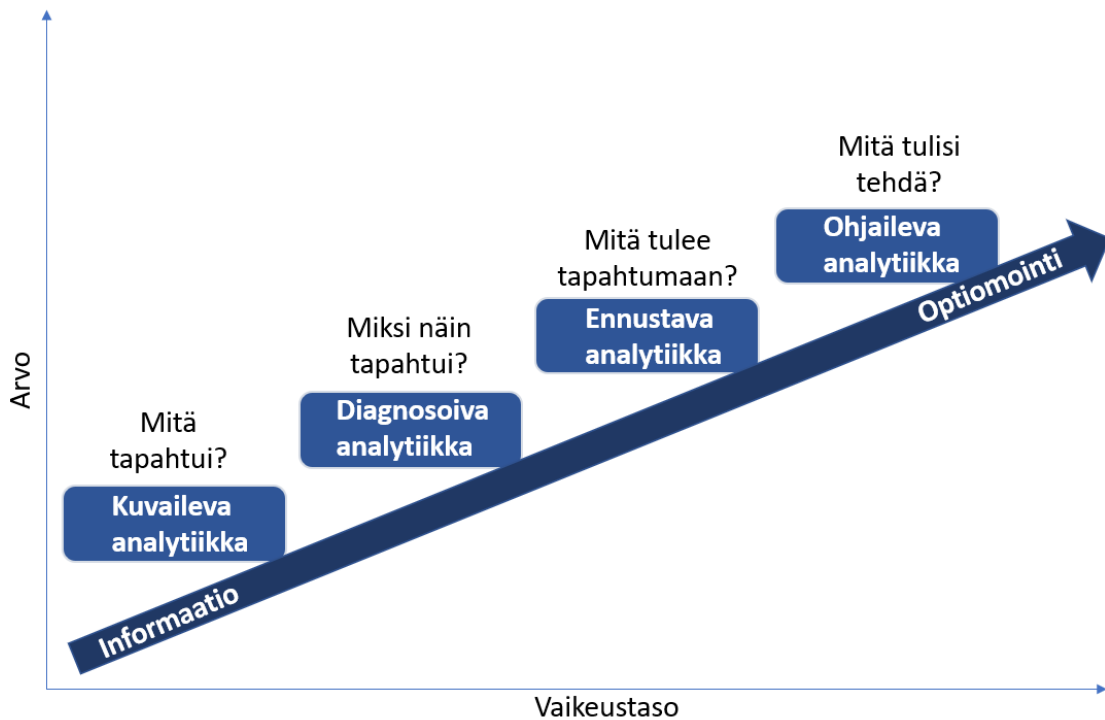 Mitä tulisi
tehdä?
Ohjaileva
analytiikka
Mitä tulee
tapahtumaan?
Ennustava
analytiikka
Optiomointi
Miksi näin
tapahtui?
Diagnosoiva
analytiikka
Arvo
Mitä
tapahtui?
Kuvaileva
analytiikka
Informaatio
Vaikeustaso